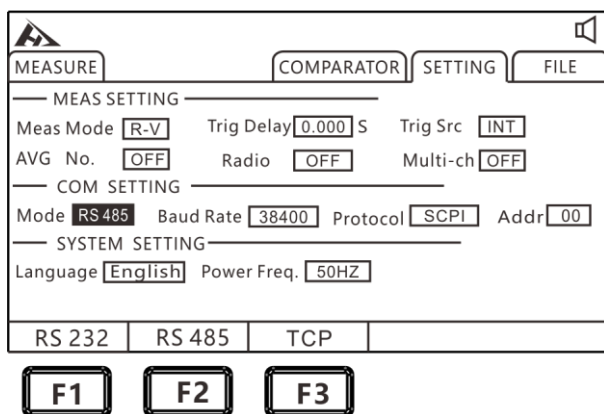 MEASURE COMPARATOR SETTING FILE
MEAS SETTING
Meas Mode R-V Trig Delay 0.000 S Trig Src INT
AVG No. OFF Radio OFF Multi-ch OFF
COM SETTING
Mode RS 485 Baud Rate 38400 Protocol SCPI Addr 00
SYSTEM SETTING
Language English Power Freq. 50HZ
RS 232 RS 485 TCP
F1 F2 F3